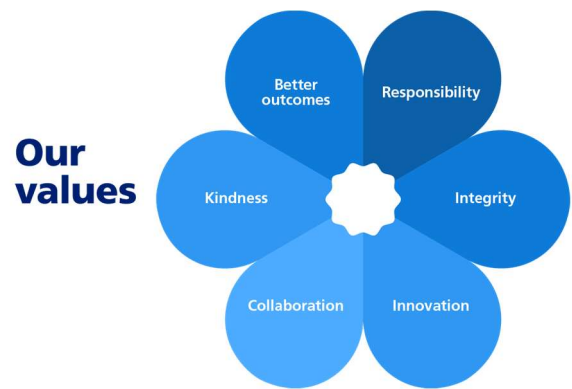 Our
values
Better
outcomes
Responsibility
Kindness
Integrity
Collaboration
Innovation